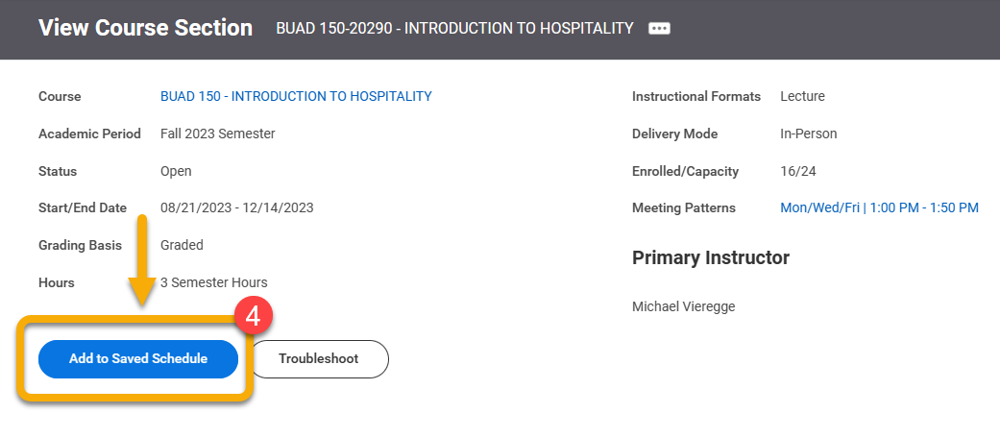 View Course Section BUAD 150-20290 - INTRODUCTION TO HOSPITALITY
Course BUAD 150 - INTRODUCTION TO HOSPITALITY
Academic Period Fall 2023 Semester
Status Open
Start/End Date 08/21/2023 - 12/14/2023
Grading Basis Graded
Hours 3 Semester Hours
4
Add to Saved Schedule Troubleshoot
Instructional Formats Lecture
Delivery Mode In-Person
Enrolled/Capacity 16/24
Meeting Patterns Mon/Wed/Fri | 1:00 PM - 1:50 PM
Primary Instructor
Michael Vieregge